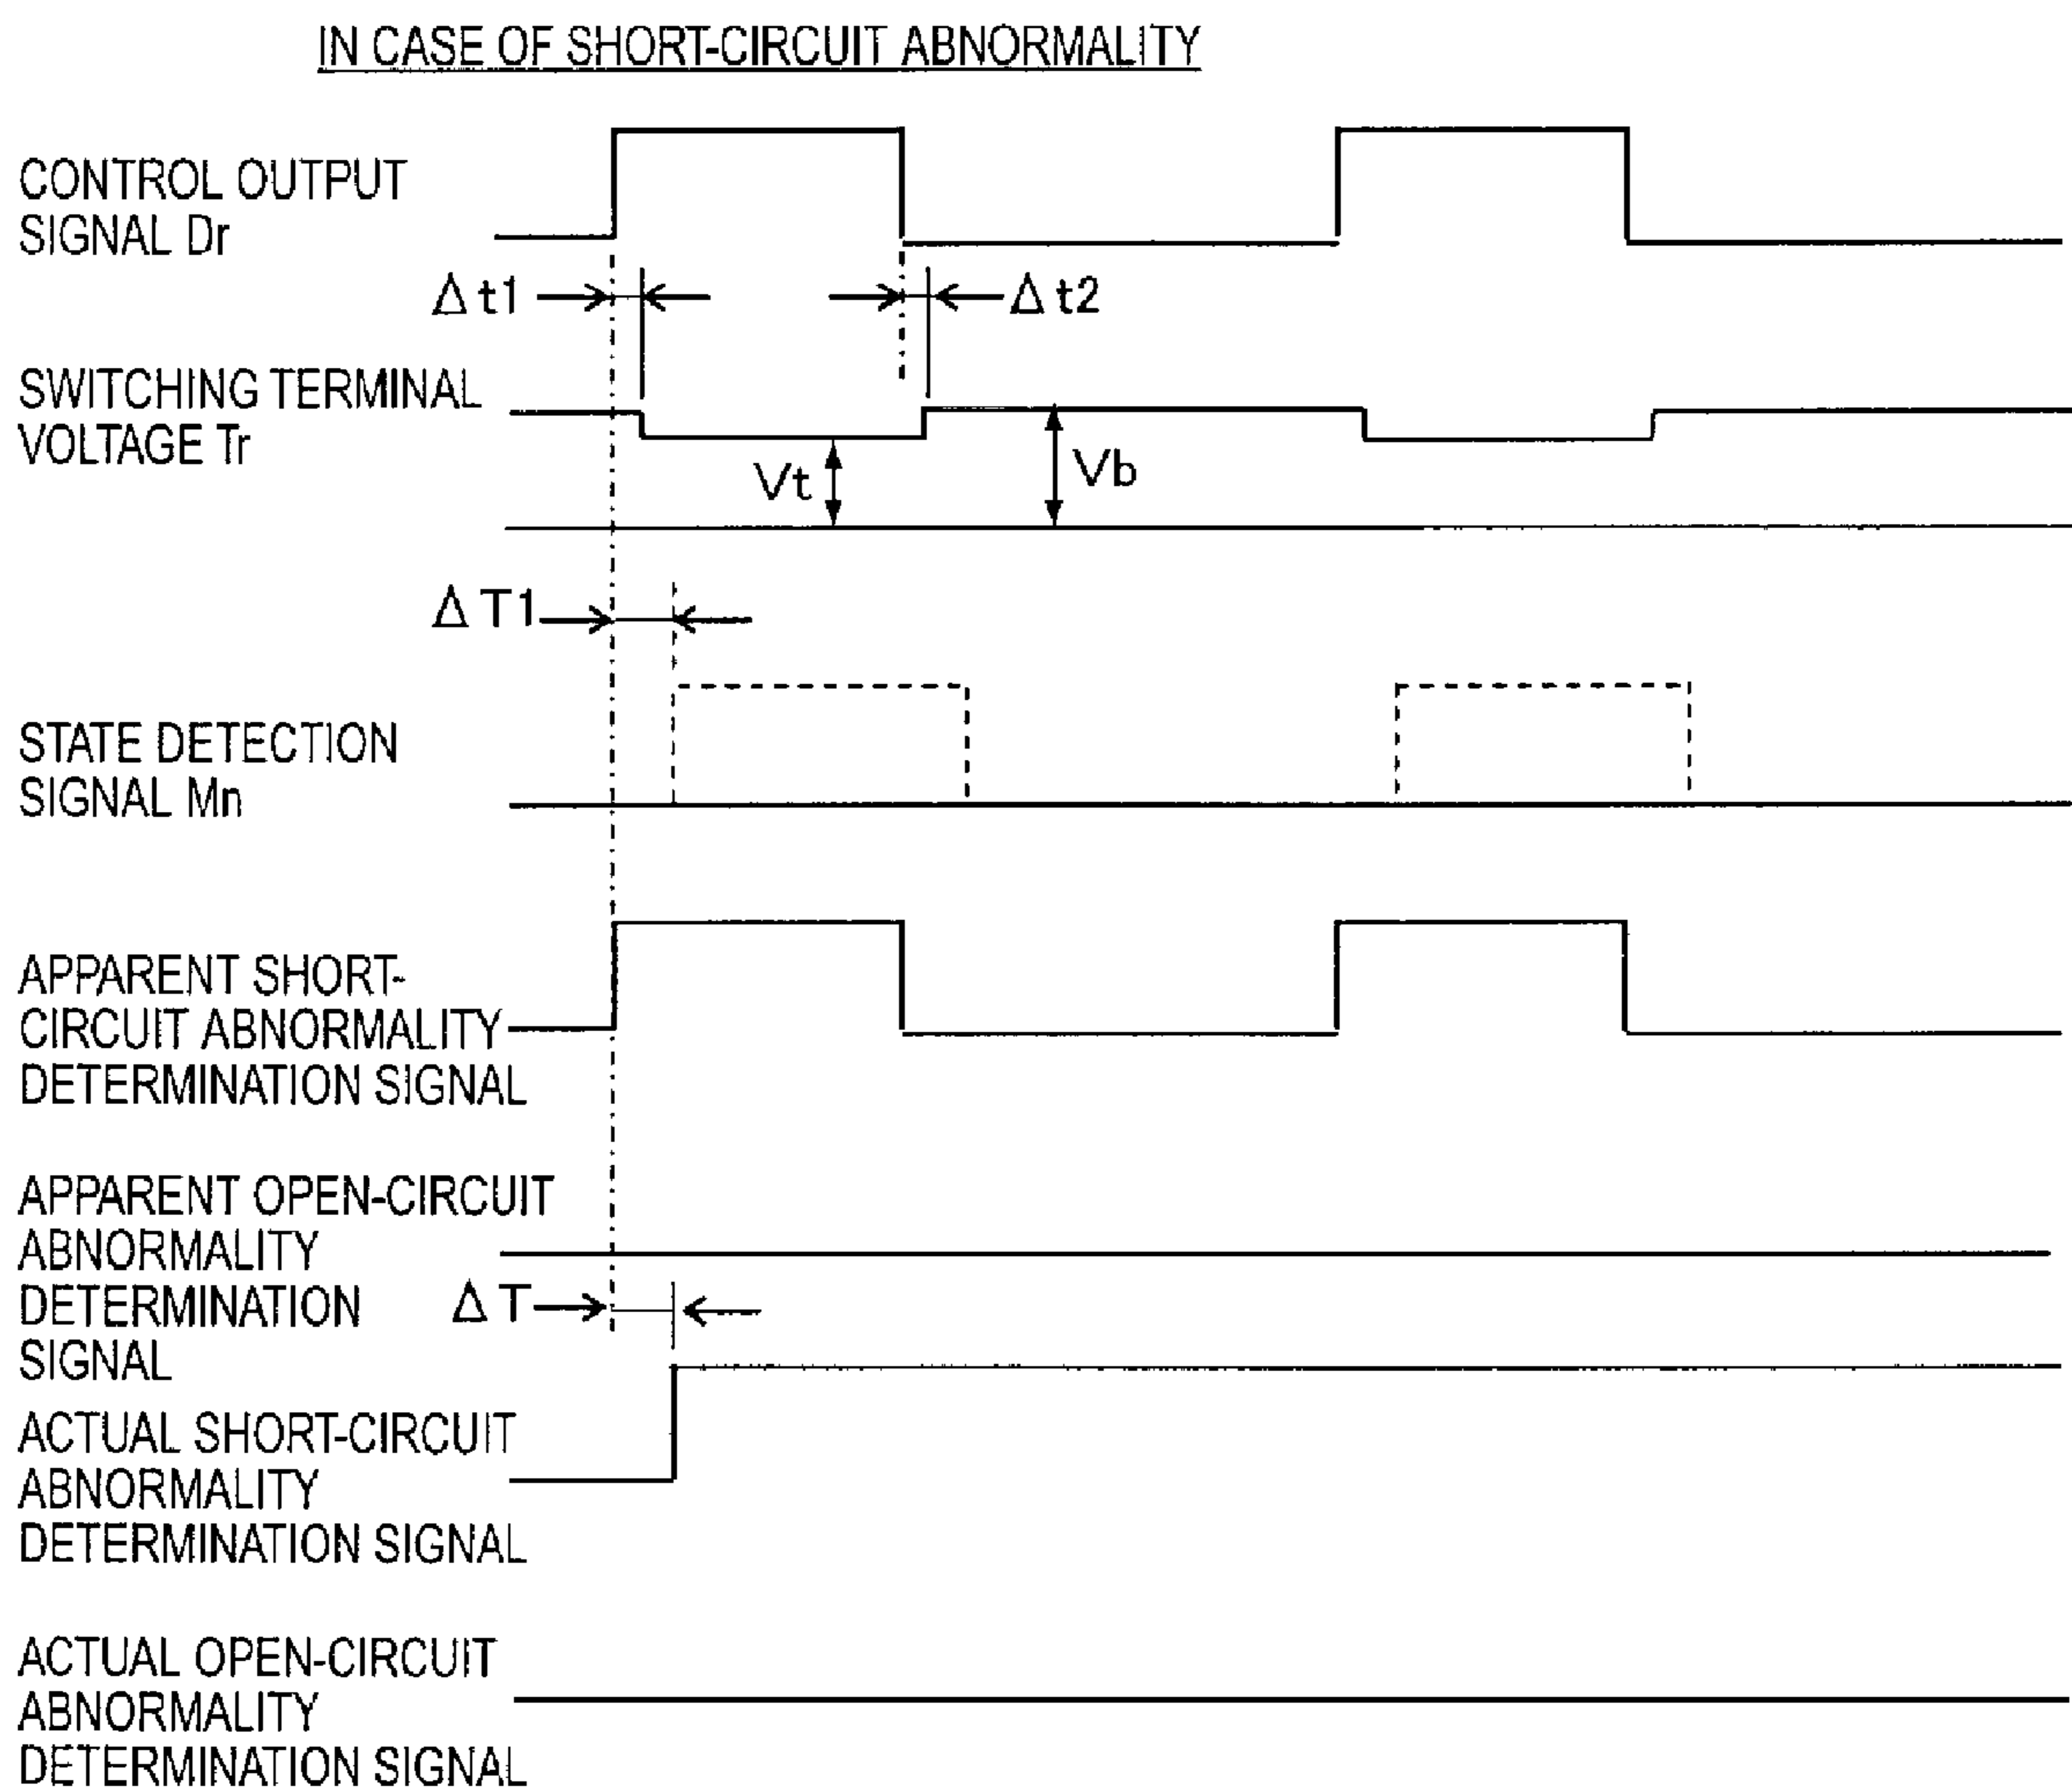 IN CASE OF SHORT-CIRCUIT ABNORMALITY
CONTROL OUTPUT
SIGNAL Dr
Δt1
Δt2
SWITCHING TERMINAL
VOLTAGE Tr
Vt
Vb
ΔT1
STATE DETECTION
SIGNAL Mn
APPARENT SHORT-
CIRCUIT ABNORMALITY
DETERMINATION SIGNAL
APPARENT OPEN-CIRCUIT
ABNORMALITY
DETERMINATION
SIGNAL
ΔT
ACTUAL SHORT-CIRCUIT
ABNORMALITY
DETERMINATION SIGNAL
ACTUAL OPEN-CIRCUIT
ABNORMALITY
DETERMINATION SIGNAL